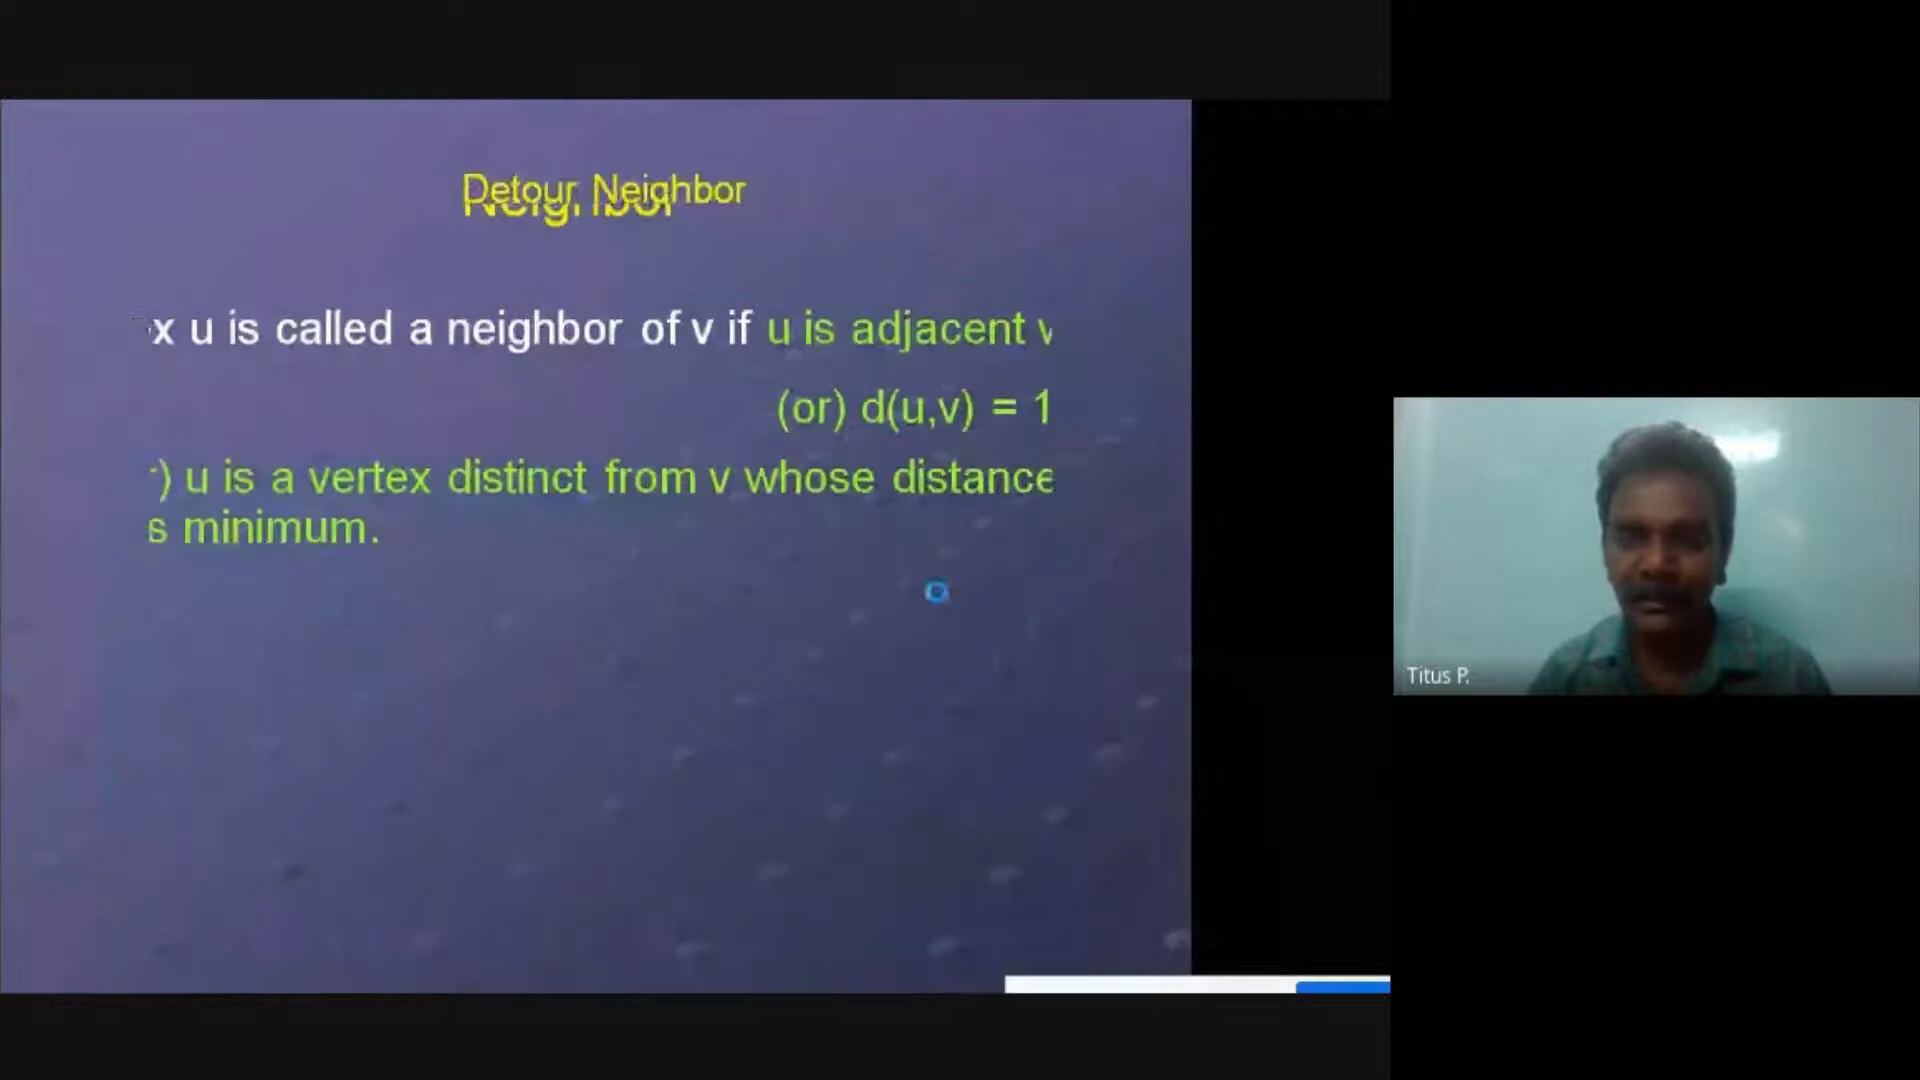 Detour Neighbor
x u is called a neighbor of v if u is adjacent v
(or) d(u,v) = 1
) u is a vertex distinct from v whose distance
s minimum.
Titus P.